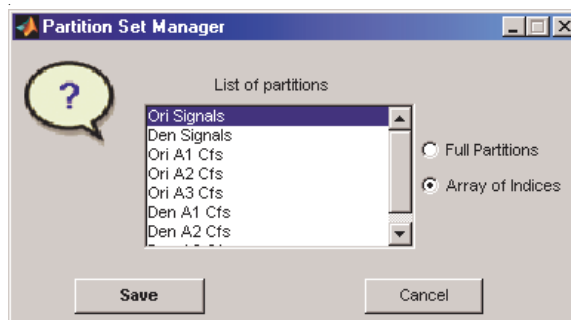 Partition Set Manager
?
List of partitions
Ori Signals
Den Signals
Ori A1 Cfs
Ori A2 Cfs
Ori A3 Cfs
Den A1 Cfs
Den A2 Cfs
Full Partitions
Array of Indices
Save
Cancel